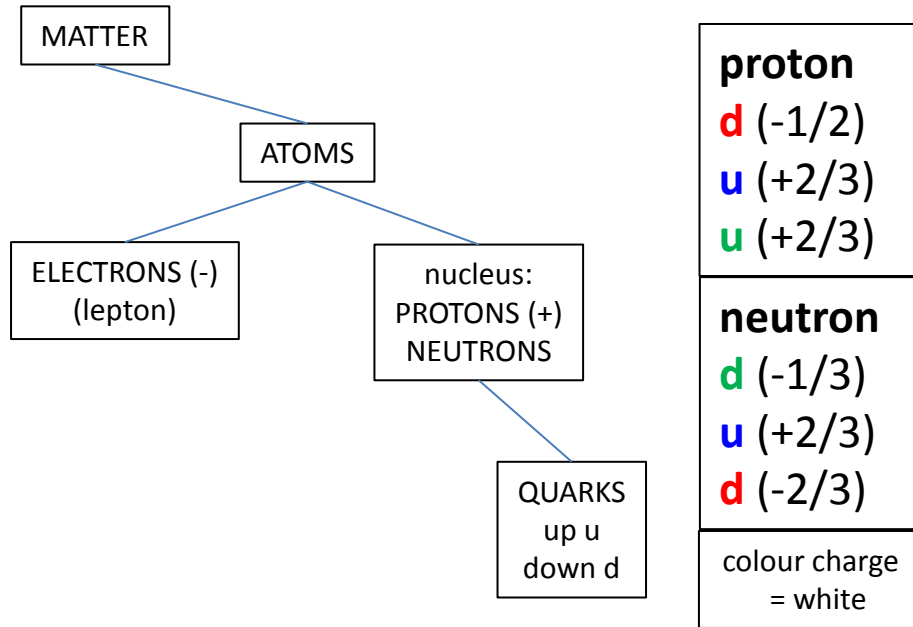 MATTER
ATOMS
ELECTRONS (-)
(lepton)
nucleus:
PROTONS (+)
NEUTRONS
QUARKS
up u
down d
proton
d (-1/2)
u (+2/3)
u (+2/3)
neutron
d (-1/3)
u (+2/3)
d (-2/3)
colour charge
= white